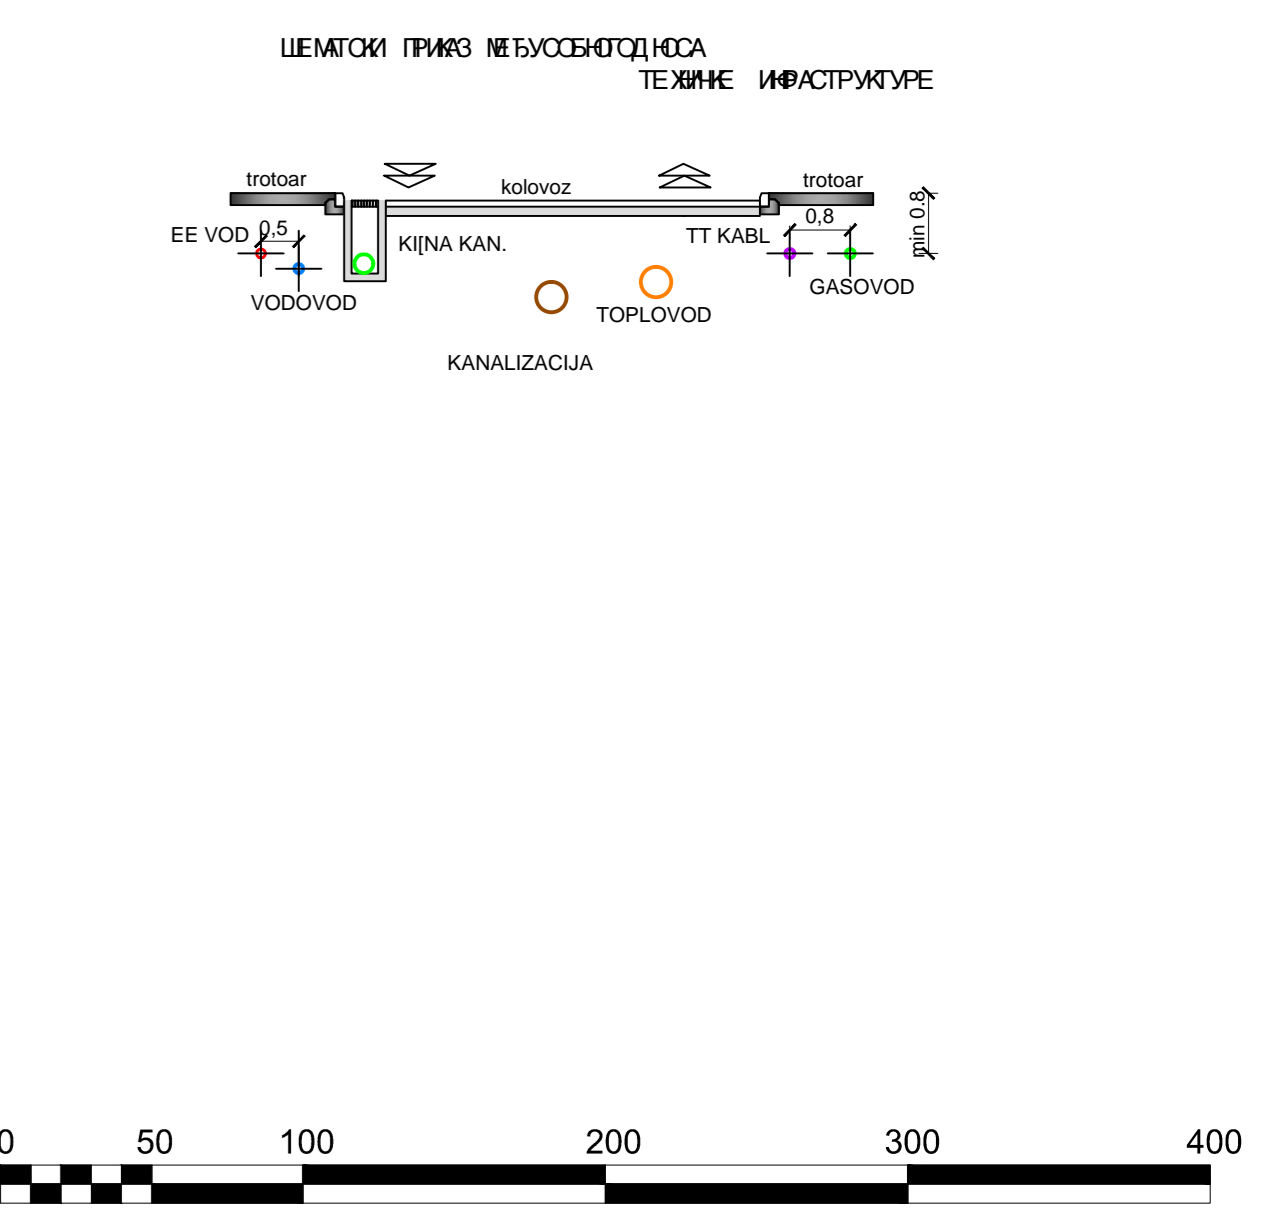 ШЕМАТСКИ ПРИКАЗ МЕЂУСОБНОГ ОДНОСА
ТЕХНИЧКЕ ИНФРАСТРУКТУРЕ
trotoar
kolovoz
trotoar
EE VOD
0,5
KI[NA KAN.
TT KABL
0,8
min 0.8
VODOVOD
TOPLOVOD
GASOVOD
KANALIZACIJA
0
50
100
200
300
400